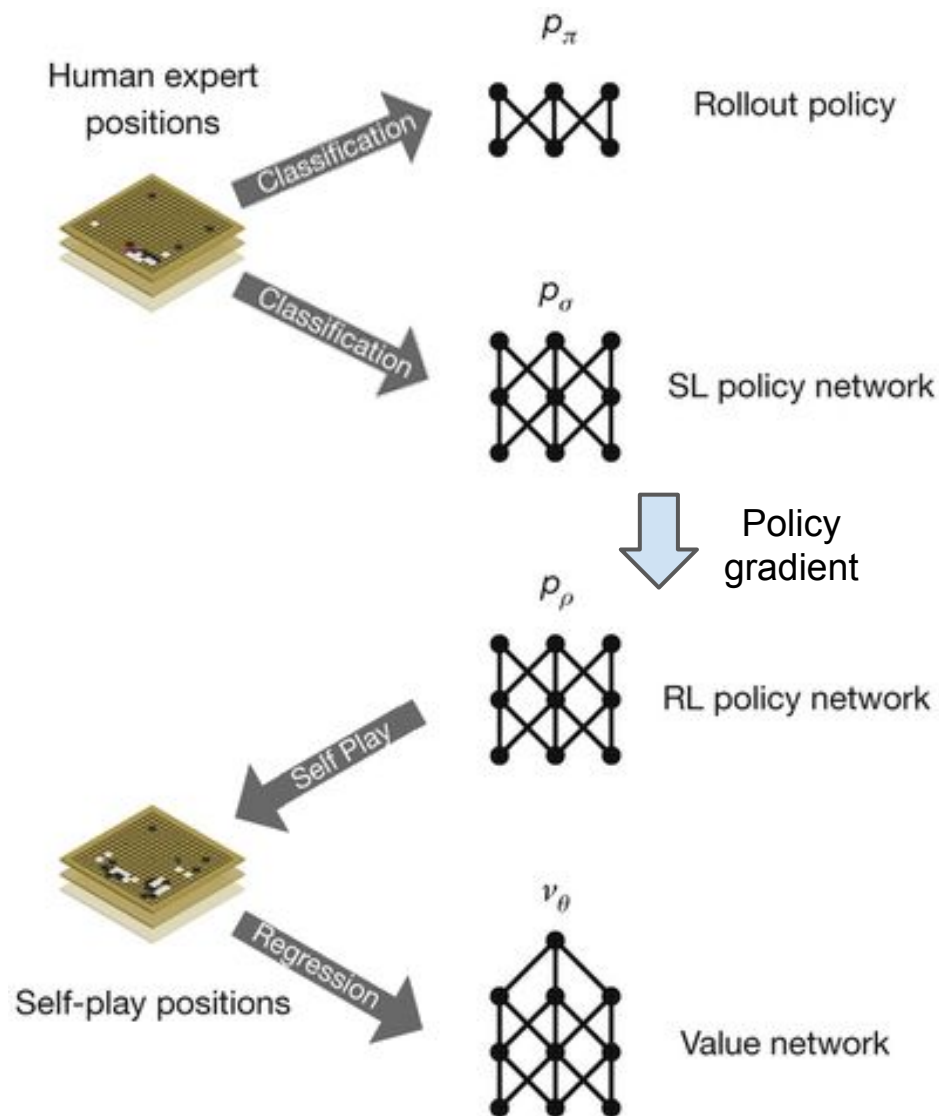 p_π
Human expert
positions
Rollout policy
Classification
p_σ
Classification
SL policy network
Policy
gradient
p_ρ
RL policy network
Self Play
ν_θ
Regression
Self-play positions
Value network